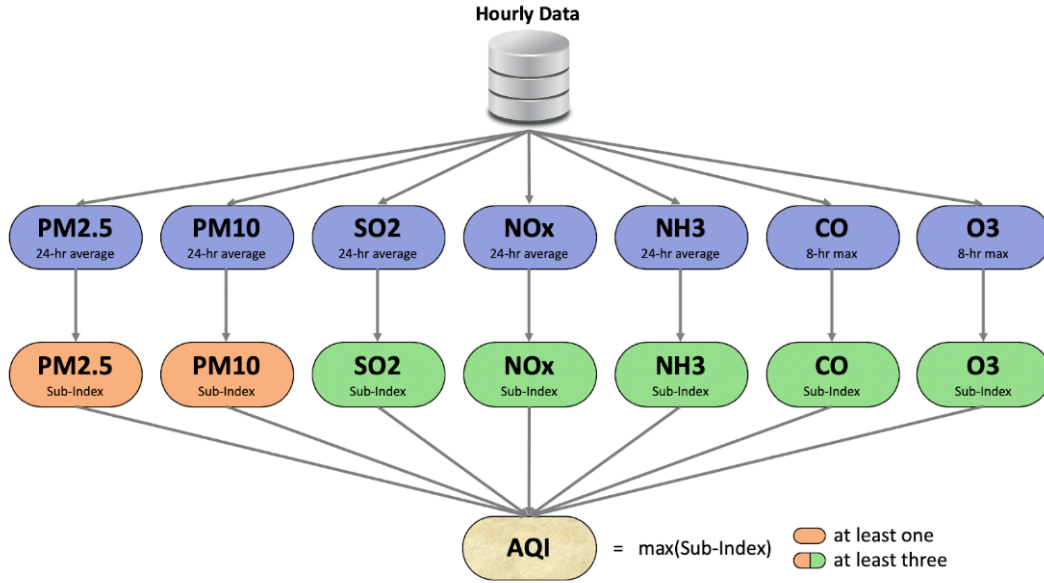 Hourly Data
PM2.5
24-hr average
PM10
24-hr average
SO2
24-hr average
NOx
24-hr average
NH3
24-hr average
CO
8-hr max
O3
8-hr max
PM2.5
Sub-Index
PM10
Sub-Index
SO2
Sub-Index
NOx
Sub-Index
NH3
Sub-Index
CO
Sub-Index
O3
Sub-Index
AQI = max(Sub-Index)
at least one
at least three